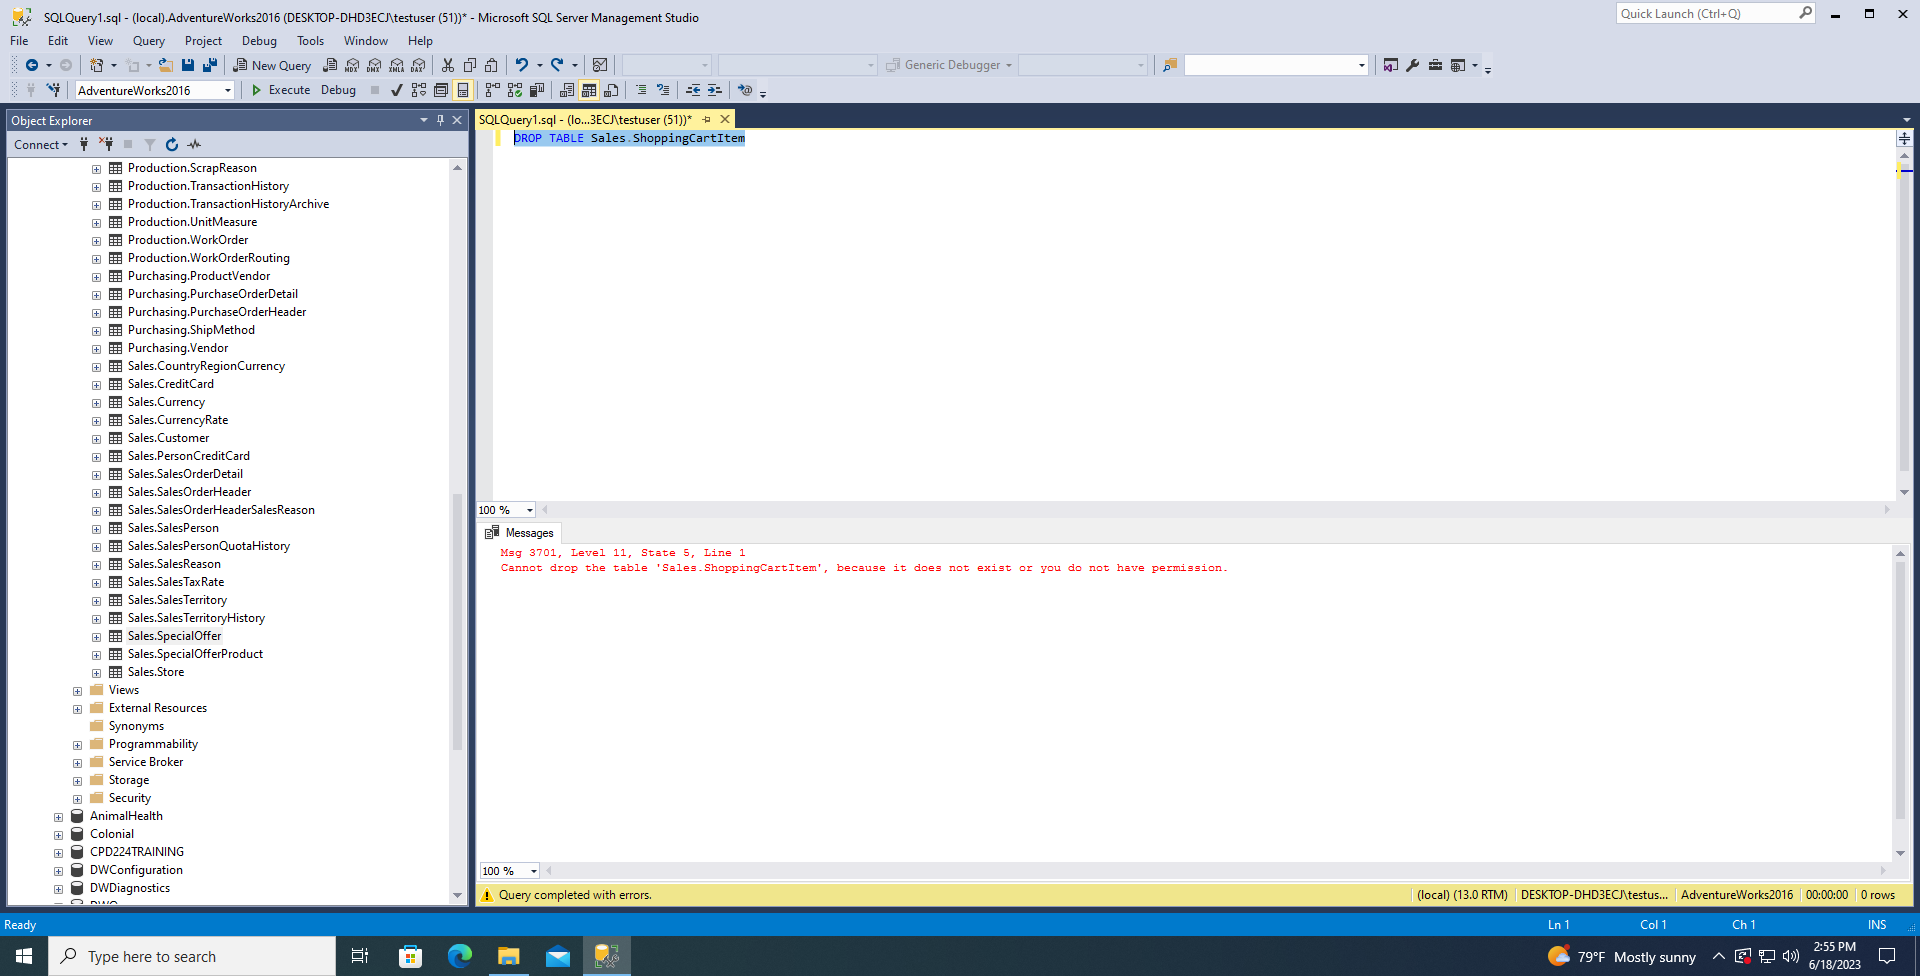 SQLQuery1.sql - (local).AdventureWorks2016 (DESKTOP-DHD3ECJ\testuser (51))* - Microsoft SQL Server Management Studio
Quick Launch (Ctrl+Q)
File Edit View Query Project Debug Tools Window Help
New Query
MDX DMX XMLA DAX
Generic Debugger
AdventureWorks2016
Execute Debug
Object Explorer
Connect
Production.ScrapReason
Production.TransactionHistory
Production.TransactionHistoryArchive
Production.UnitMeasure
Production.WorkOrder
Production.WorkOrderRouting
Purchasing.ProductVendor
Purchasing.PurchaseOrderDetail
Purchasing.PurchaseOrderHeader
Purchasing.ShipMethod
Purchasing.Vendor
Sales.CountryRegionCurrency
Sales.CreditCard
Sales.Currency
Sales.CurrencyRate
Sales.Customer
Sales.PersonCreditCard
Sales.SalesOrderDetail
Sales.SalesOrderHeader
Sales.SalesOrderHeaderSalesReason
Sales.SalesPerson
Sales.SalesPersonQuotaHistory
Sales.SalesReason
Sales.SalesTaxRate
Sales.SalesTerritory
Sales.SalesTerritoryHistory
Sales.SpecialOffer
Sales.SpecialOfferProduct
Sales.Store
Views
External Resources
Synonyms
Programmability
Service Broker
Storage
Security
AnimalHealth
Colonial
CPD224TRAINING
DWConfiguration
DWDiagnostics
SQLQuery1.sql - (lo...3ECJ\testuser (51))*
DROP TABLE Sales.ShoppingCartItem
100 %
Messages
Msg 3701, Level 11, State 5, Line 1
Cannot drop the table 'Sales.ShoppingCartItem', because it does not exist or you do not have permission.
100 %
Query completed with errors.
(local) (13.0 RTM) DESKTOP-DHD3ECJ\testus... AdventureWorks2016 00:00:00 0 rows
Ready
Ln 1 Col 1 Ch 1 INS
Type here to search
79°F Mostly sunny
2:55 PM
6/18/2023